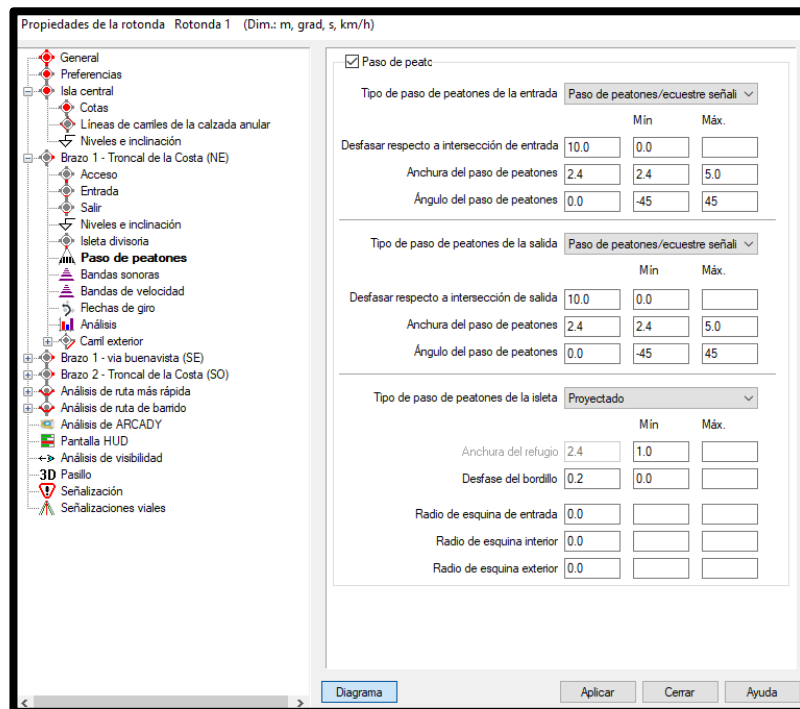 Propiedades de la rotonda Rotonda 1 (Dim.: m, grad, s, km/h)
General
Preferencias
Isla central
Cotas
Líneas de carriles de la calzada anular
Niveles e inclinación
Brazo 1 - Troncal de la Costa (NE)
Acceso
Entrada
Salir
Niveles e inclinación
Isleta divisoria
Paso de peatones
Bandas sonoras
Bandas de velocidad
Flechas de giro
Análisis
Carril exterior
Brazo 1 - via buenavista (SE)
Brazo 2 - Troncal de la Costa (SO)
Análisis de ruta más rápida
Análisis de ruta de barrido
Análisis de ARCADY
Pantalla HUD
Análisis de visibilidad
3D Pasillo
Señalización
Señalizaciones viales
Paso de peatc
Tipo de paso de peatones de la entrada Paso de peatones/ecuestre señali
Mín Máx.
Desfasar respecto a intersección de entrada 10.0 0.0
Anchura del paso de peatones 2.4 2.4 5.0
Ángulo del paso de peatones 0.0 -45 45
Tipo de paso de peatones de la salida Paso de peatones/ecuestre señali
Mín Máx.
Desfasar respecto a intersección de salida 10.0 0.0
Anchura del paso de peatones 2.4 2.4 5.0
Ángulo del paso de peatones 0.0 -45 45
Tipo de paso de peatones de la isleta Proyectado
Mín Máx.
Anchura del refugio 2.4 1.0
Desfase del bordillo 0.2 0.0
Radio de esquina de entrada 0.0
Radio de esquina interior 0.0
Radio de esquina exterior 0.0
Diagrama Aplicar Cerrar Ayuda